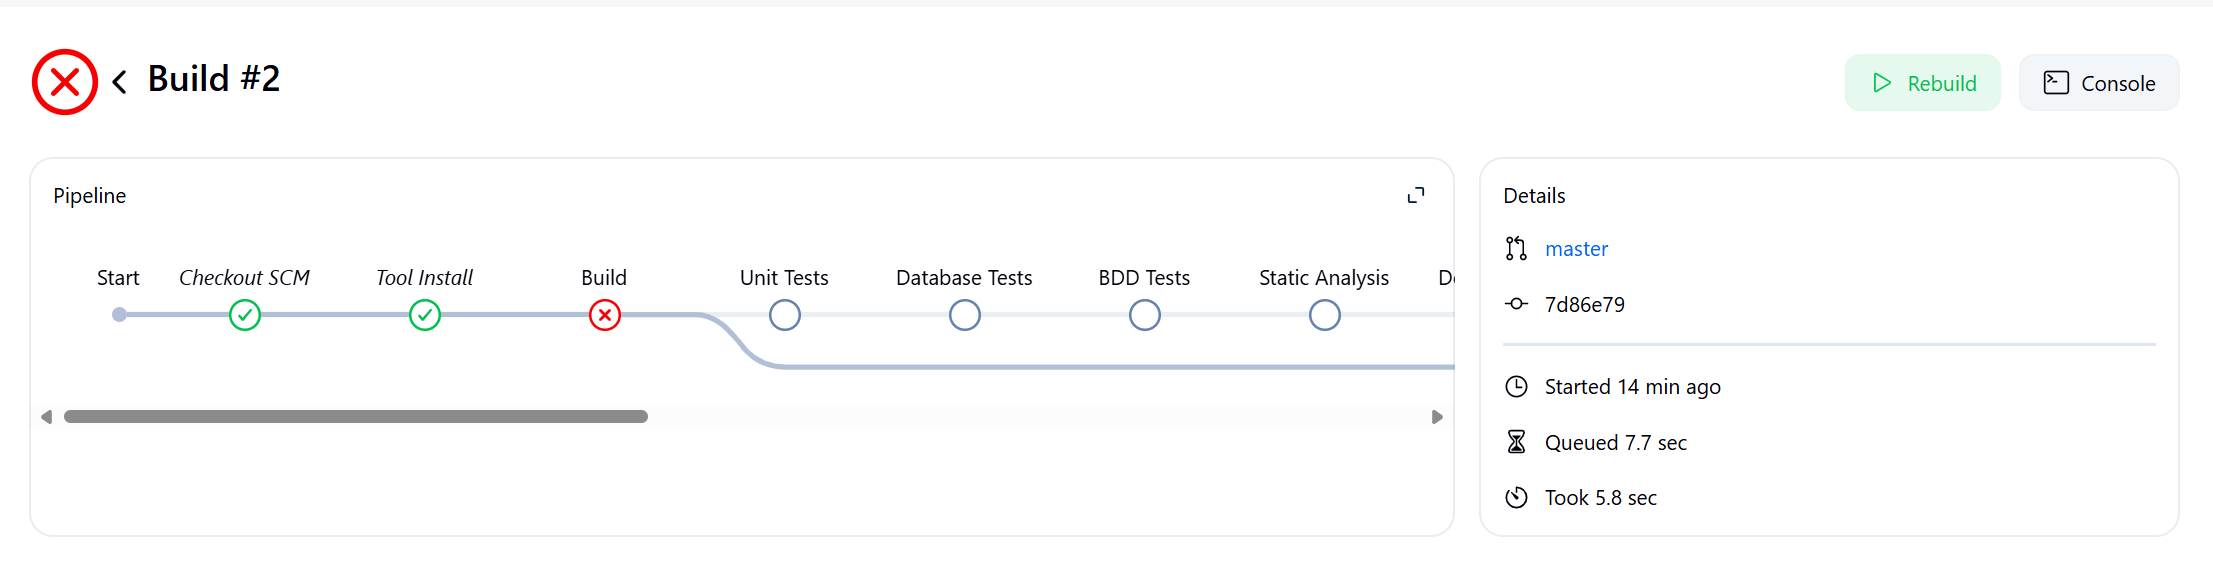 Build #2
Rebuild
Console
Pipeline
Start
Checkout SCM
Tool Install
Build
Unit Tests
Database Tests
BDD Tests
Static Analysis
Details
master
7d86e79
Started 14 min ago
Queued 7.7 sec
Took 5.8 sec